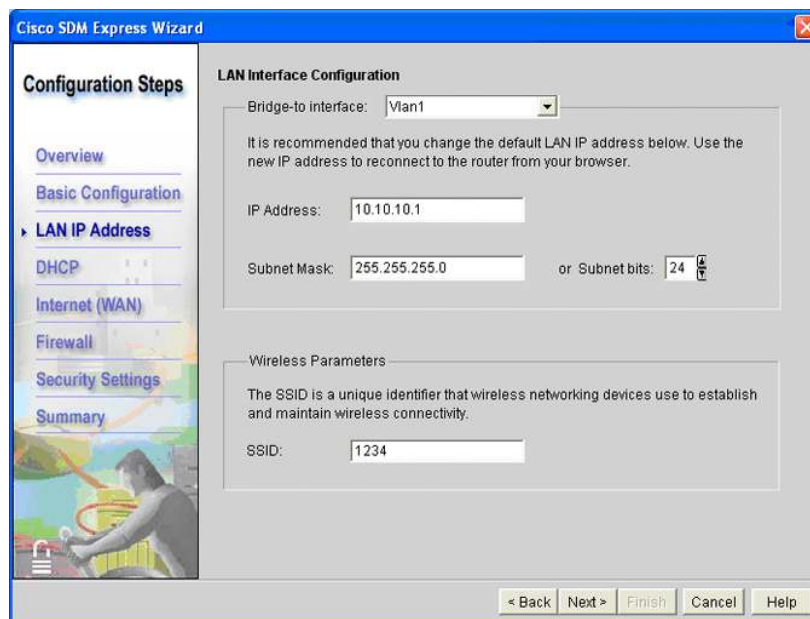 Cisco SDM Express Wizard
Configuration Steps
Overview
Basic Configuration
LAN IP Address
DHCP
Internet (WAN)
Firewall
Security Settings
Summary
LAN Interface Configuration
Bridge-to interface: Vlan1
It is recommended that you change the default LAN IP address below. Use the
new IP address to reconnect to the router from your browser.
IP Address: 10.10.10.1
Subnet Mask: 255.255.255.0 or Subnet bits: 24
Wireless Parameters
The SSID is a unique identifier that wireless networking devices use to establish
and maintain wireless connectivity.
SSID: 1234
< Back Next > Finish Cancel Help